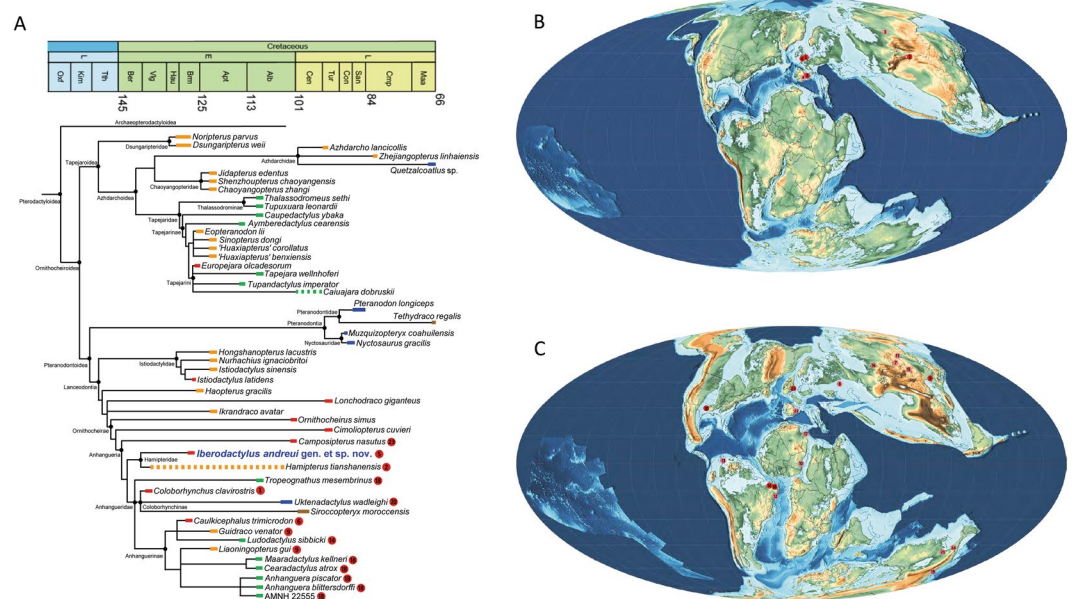 A
B
C
Cretaceous
L
E
L
Oxf
Kim
Tth
Ber
Vlg
Hau
Brm
Apt
Alb
Cen
Tur
Con
San
Cmp
Maa
145
125
113
101
84
66
Archaeopterodactyloidea
Noripterus parvus
Dsungaripteridae
Dsungaripterus weii
Tapejaroidea
Azhdarcho lancicollis
Zhejiangopterus linhaiensis
Azhdarchidae
Quetzalcoatlus sp.
Jidapterus edentus
Shenzhoupterus chaoyangensis
Chaoyangopteridae
Chaoyangopterus zhangi
Pterodactyloidea
Azhdarchoidea
Thalassodromeus sethi
Thalassodrominae
Tupuxuara leonardii
Caupedactylus ybaka
Tapejaridae
Aymberedactylus cearensis
Tapejarinae
Eopteranodon lii
Sinopterus dongi
'Huaxiapterus' corollatus
'Huaxiapterus' benxiensis
Ornithocheiroidea
Europejara olcadesorum
Tapejara wellnhoferi
Tapejarini
Tupandactylus imperator
Caiuajara dobruskii
Pteranodon longiceps
Pteranodontidae
Tethydraco regalis
Pteranodontia
Muzquizopteryx coahuilensis
Nyctosauridae
Nyctosaurus gracilis
Hongshanopterus lacustris
Nurhachius ignaciobritoi
Pteranodontoidea
Istiodactylidae
Istiodactylus sinensis
Istiodactylus latidens
Lanceodontia
Haopterus gracilis
Lonchodraco giganteus
Ikrandraco avatar
Ornithocheirus simus
Ornithocheirae
Cimoliopterus cuvieri
Camposipterus nasutus
Anhangueria
Iberodactylus andreui gen. et sp. nov. 5
Hamipteridae
Hamipterus tianshanensis 2
Tropeognathus mesembrinus
Coloborhynchus clavirostris
Anhangueridae
Uktenadactylus wadleighi
Coloborhynchinae
Siroccopteryx moroccensis
Caulkicephalus trimicrodon
Guidraco venator
Ludodactylus sibbicki
Anhanguerinae
Liaoningopterus gui
Maaradactylus kellneri
Cearadactylus atrox
Anhanguera piscator
Anhanguera blittersdorffi
AMNH 22555